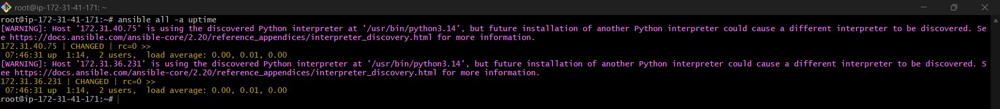 root@ip-172-31-41-171: ~
root@ip-172-31-41-171:~# ansible all -a uptime
[WARNING]: Host '172.31.40.75' is using the discovered Python interpreter at '/usr/bin/python3.14', but future installation of another Python interpreter could cause a different interpreter to be discovered. Se
e https://docs.ansible.com/ansible-core/2.20/reference_appendices/interpreter_discovery.html for more information.
172.31.40.75 | CHANGED | rc=0 >>
 07:46:31 up  1:14,  2 users,  load average: 0.00, 0.01, 0.00
[WARNING]: Host '172.31.36.231' is using the discovered Python interpreter at '/usr/bin/python3.14', but future installation of another Python interpreter could cause a different interpreter to be discovered. S
ee https://docs.ansible.com/ansible-core/2.20/reference_appendices/interpreter_discovery.html for more information.
172.31.36.231 | CHANGED | rc=0 >>
 07:46:31 up  1:14,  2 users,  load average: 0.00, 0.01, 0.00
root@ip-172-31-41-171:~#